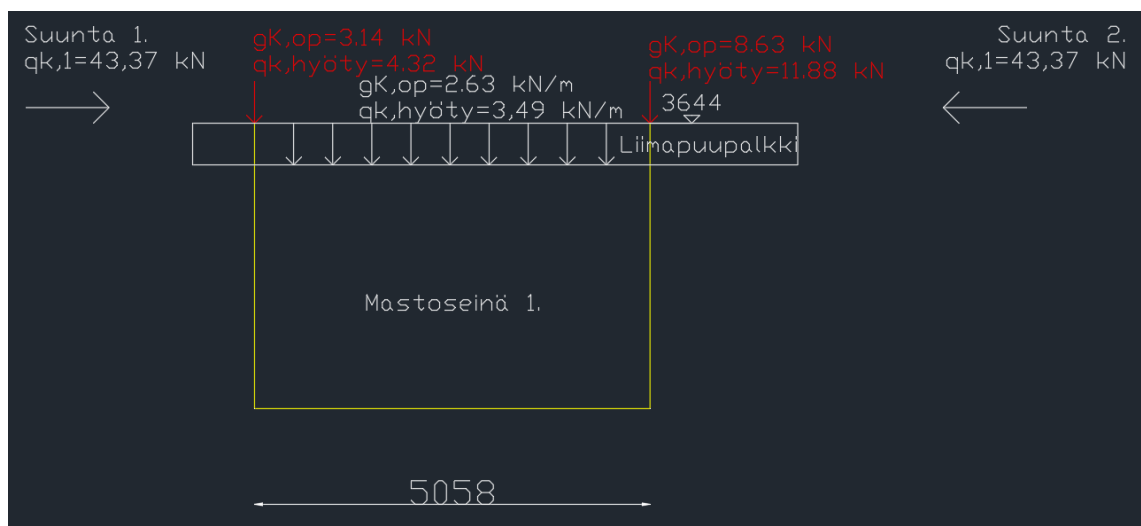 Suunta 1.
qk,1=43,37 kN
gK,op=3.14 kN
qk,hyöty=4.32 kN
gK,op=2.63 kN/m
qk,hyöty=3,49 kN/m
gK,op=8.63 kN
qk,hyöty=11.88 kN
3644
Suunta 2.
qk,1=43,37 kN
Liimapuupalkki
Mastoseinä 1.
5058